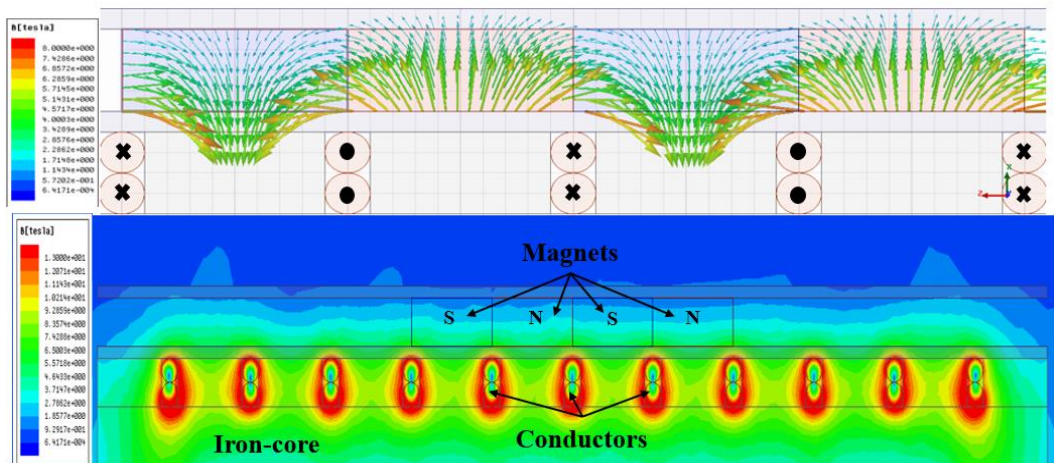 B[tesla]
8.0000e+000
7.4286e+000
6.8572e+000
6.2859e+000
5.7145e+000
5.1431e+000
4.5717e+000
4.0003e+000
3.4289e+000
2.8576e+000
2.2862e+000
1.7148e+000
1.1434e+000
5.7202e-001
6.4171e-004
X
Z
B[tesla]
1.3000e+001
1.2071e+001
1.1143e+001
1.0214e+001
9.2859e+000
8.3574e+000
7.4288e+000
6.5003e+000
5.5718e+000
4.6433e+000
3.7147e+000
2.7862e+000
1.8577e+000
9.2917e-001
6.4171e-004
Magnets
S N S N
Iron-core
Conductors